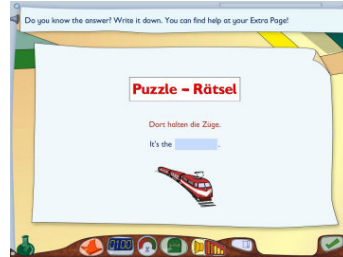 Do you know the answer? Write it down. You can find help at your Extra Page!
Puzzle – Rätsel
Dort halten die Züge.
It's the .
0100